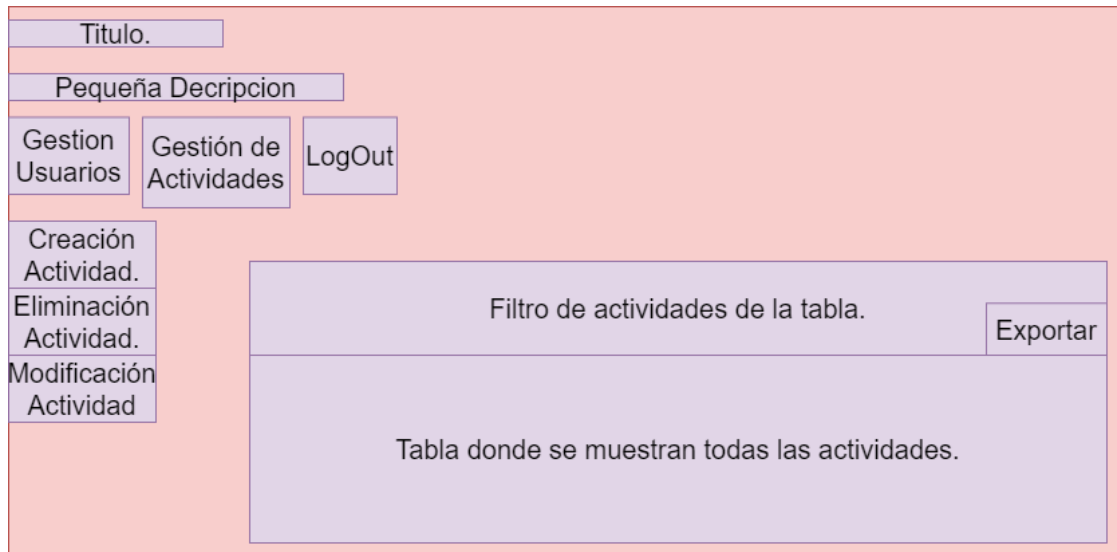 Titulo.
Pequeña Decripcion
Gestion
Usuarios
Gestión de
Actividades
LogOut
Creación
Actividad.
Eliminación
Actividad.
Modificación
Actividad
Filtro de actividades de la tabla.
Exportar
Tabla donde se muestran todas las actividades.